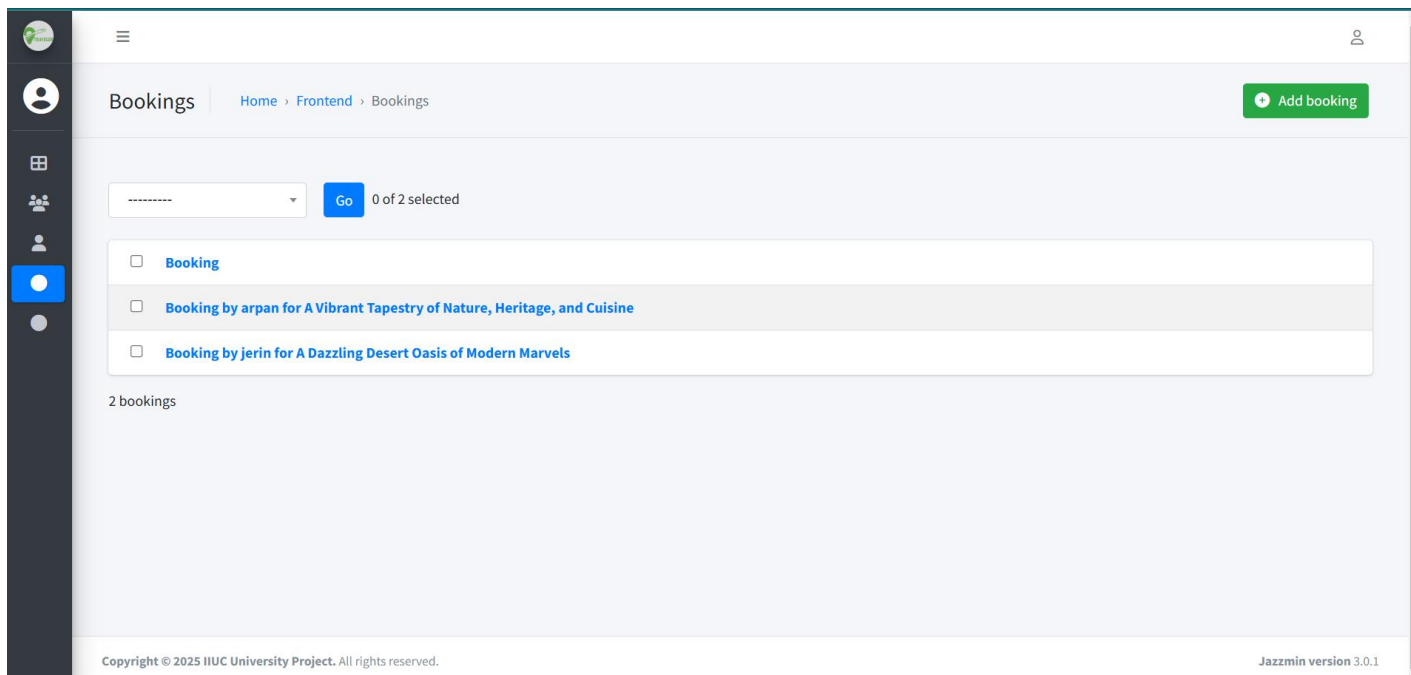 Bookings
Home › Frontend › Bookings
Add booking
---------
Go
0 of 2 selected
Booking
Booking by arpan for A Vibrant Tapestry of Nature, Heritage, and Cuisine
Booking by jerin for A Dazzling Desert Oasis of Modern Marvels
2 bookings
Copyright © 2025 IIUC University Project. All rights reserved.
Jazzmin version 3.0.1